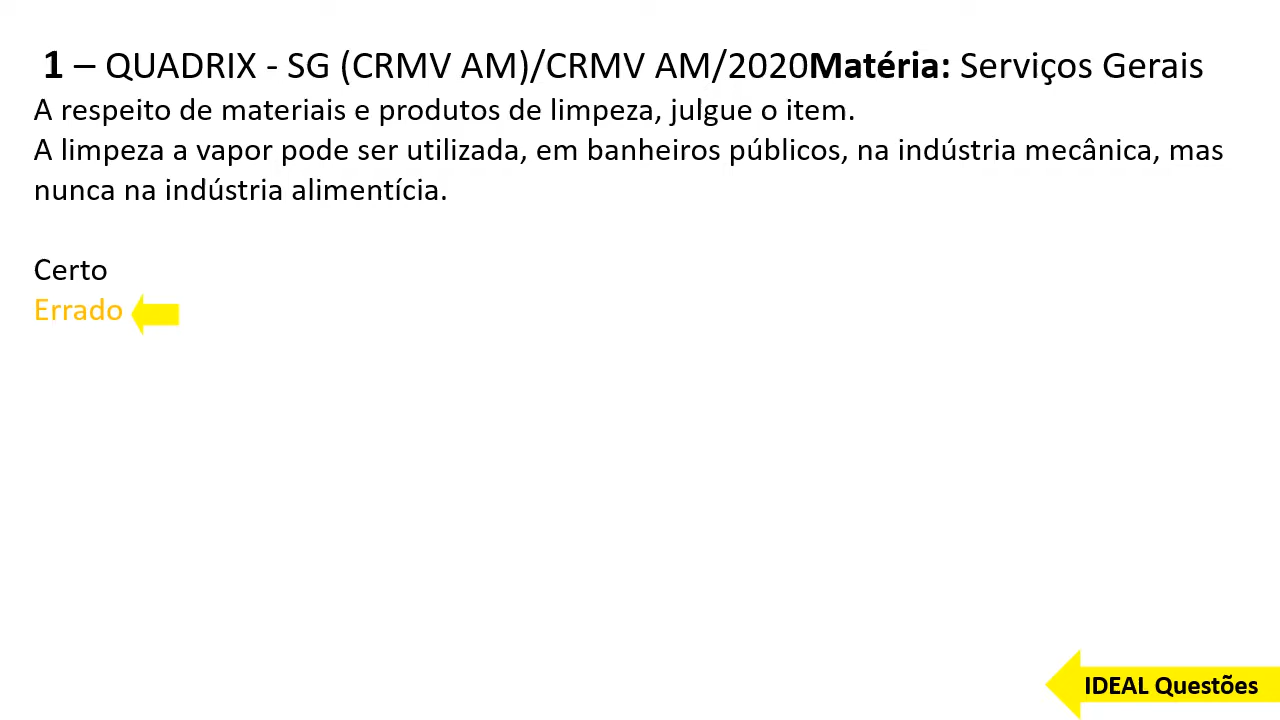 1 – QUADRIX - SG (CRMV AM)/CRMV AM/2020Matéria: Serviços Gerais
A respeito de materiais e produtos de limpeza, julgue o item.
A limpeza a vapor pode ser utilizada, em banheiros públicos, na indústria mecânica, mas
nunca na indústria alimentícia.
Certo
Errado
IDEAL Questões